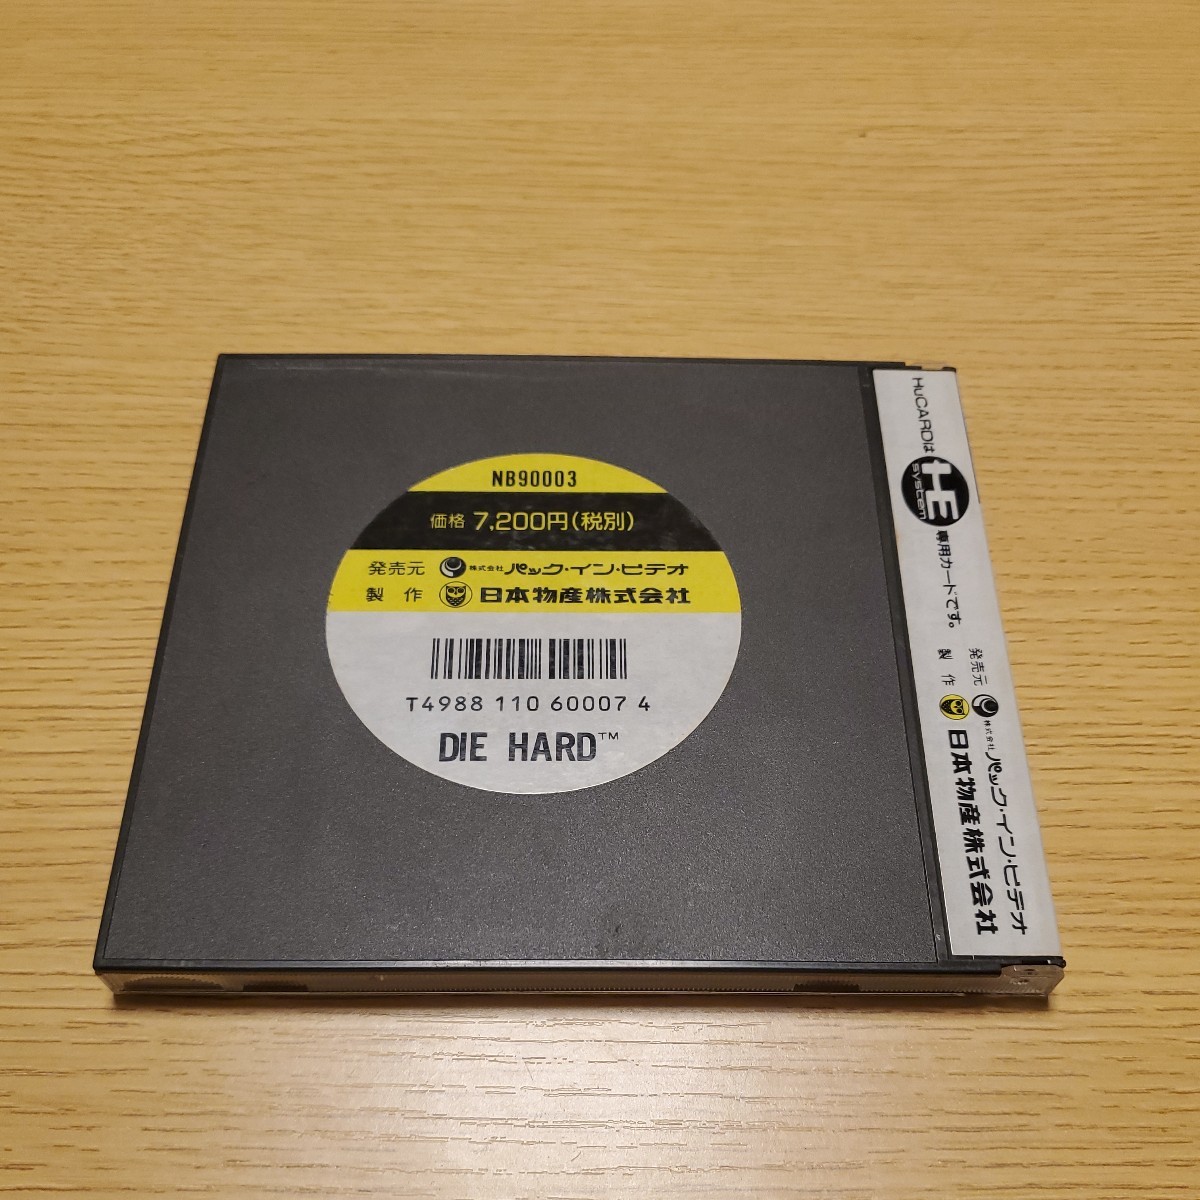 NB90003
価格 7,200円(税別)
発売元 株式会社 パック・イン・ビデオ
製作 日本物産株式会社
T4988 110 60007 4
DIE HARD™
HuCARDは HE system 専用カードです。
発売元 株式会社 パック・イン・ビデオ
製作 日本物産株式会社